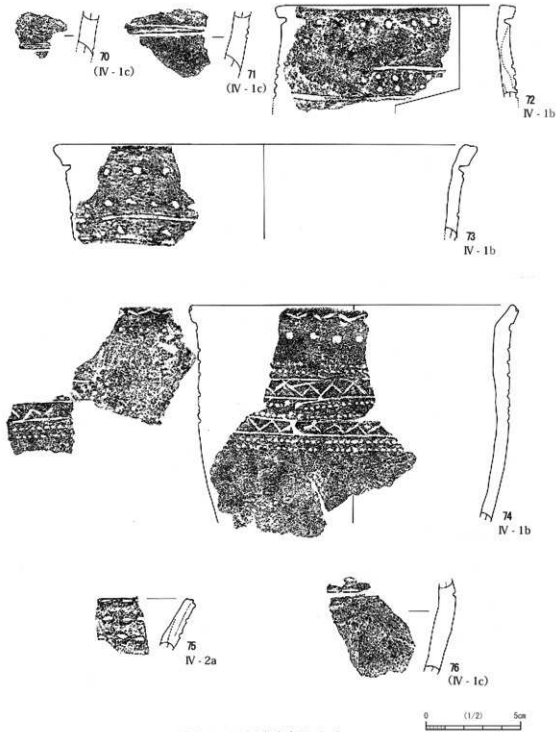 70
(Ⅳ-1c)
71
(Ⅳ-1c)
72
Ⅳ-1b
73
Ⅳ-1b
74
Ⅳ-1b
75
Ⅳ-2a
76
(Ⅳ-1c)
0 (1/2) 5cm